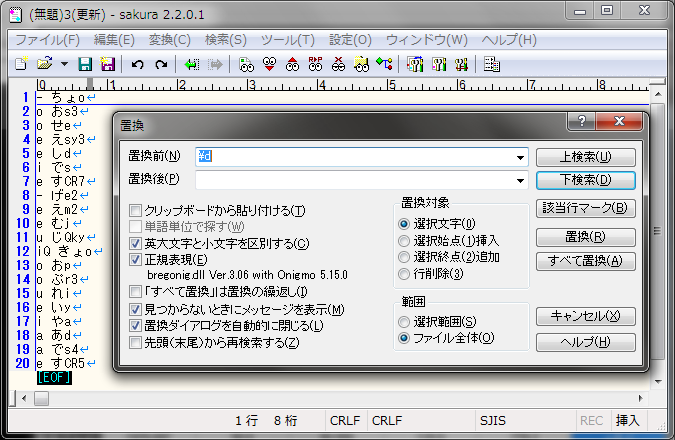 (無題)3(更新) - sakura 2.2.0.1
ファイル(F) 編集(E) 変換(C) 検索(S) ツール(T) 設定(O) ウィンドウ(W) ヘルプ(H)
0 1 2 3 4 5 6 7 8
1 - ちょo↵
2 o おs3↵
3 o せe↵
4 e えsy3↵
5 e しd↵
6 i でs↵
7 e すCR7↵
8 - げe2↵
9 e えm2↵
10 e むj↵
11 u じQky↵
12 iQ きょo↵
13 o おp↵
14 o ぶr3↵
15 u れi↵
16 e いy↵
17 i やa↵
18 a あd↵
19 a でs4↵
20 e すCR5↵
[EOF]
置換
置換前(N) ¥d 上検索(U)
置換後(P) 下検索(D)
クリップボードから貼り付ける(T)
単語単位で探す(W)
英大文字と小文字を区別する(C)
正規表現(E)
bregonig.dll Ver.3.06 with Onigmo 5.15.0
「すべて置換」は置換の繰返し(I)
見つからないときにメッセージを表示(M)
置換ダイアログを自動的に閉じる(L)
先頭(末尾)から再検索する(Z)
置換対象
選択文字(0)
選択始点(1)挿入
選択終点(2)追加
行削除(3)
範囲
選択範囲(S)
ファイル全体(O)
該当行マーク(B)
置換(R)
すべて置換(A)
キャンセル(X)
ヘルプ(H)
1 行 8 桁 CRLF CRLF SJIS REC 挿入